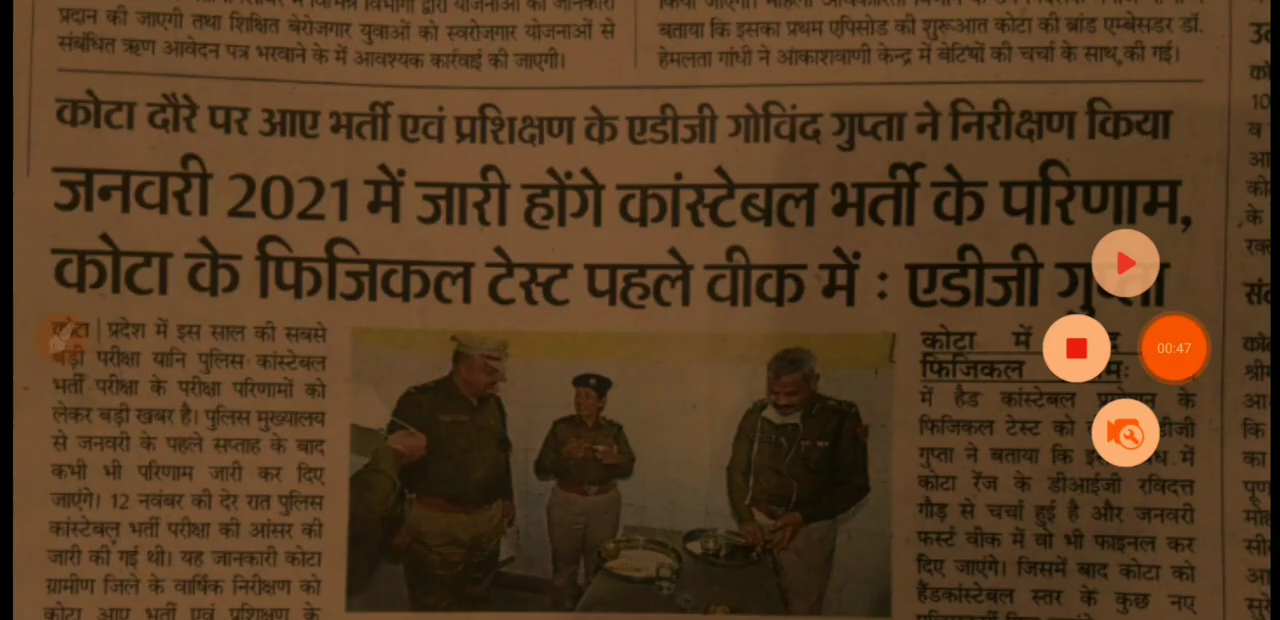 प्रदान की जाएगी तथा शिक्षित बेरोजगार युवाओं को स्वरोजगार योजनाओं से
संबंधित ऋण आवेदन पत्र भरवाने के में आवश्यक कार्रवाई की जाएगी।
बताया कि इसका प्रथम एपिसोड की शुरूआत कोटा की ब्रांड एम्बेसडर डॉ.
हेमलता गांधी ने आकाशवाणी केन्द्र में बेटियों की चर्चा के साथ की गई।
कोटा दौरे पर आए भर्ती एवं प्रशिक्षण के एडीजी गोविंद गुप्ता ने निरीक्षण किया
जनवरी 2021 में जारी होंगे कांस्टेबल भर्ती के परिणाम,
कोटा के फिजिकल टेस्ट पहले वीक में : एडीजी गुप्ता
कोटा | प्रदेश में इस साल की सबसे
बड़ी परीक्षा यानि पुलिस कांस्टेबल
भर्ती परीक्षा के परीक्षा परिणामों को
लेकर बड़ी खबर है। पुलिस मुख्यालय
से जनवरी के पहले सप्ताह के बाद
कभी भी परिणाम जारी कर दिए
जाएंगे। 12 नवंबर की देर रात पुलिस
कांस्टेबल भर्ती परीक्षा की आंसर की
जारी की गई थी। यह जानकारी कोटा
ग्रामीण जिले के वार्षिक निरीक्षण को
कोटा आए भर्ती एवं प्रशिक्षण के
कोटा में
फिजिकल
में हैड कांस्टेबल के
फिजिकल टेस्ट को
गुप्ता ने बताया कि में
कोटा रेंज के डीआईजी रविदत्त
गौड़ से चर्चा हुई है और जनवरी
फर्स्ट वीक में वो भी फाइनल कर
दिए जाएंगे। जिसमें बाद कोटा को
हैडकांस्टेबल स्तर के कुछ नए
00:47